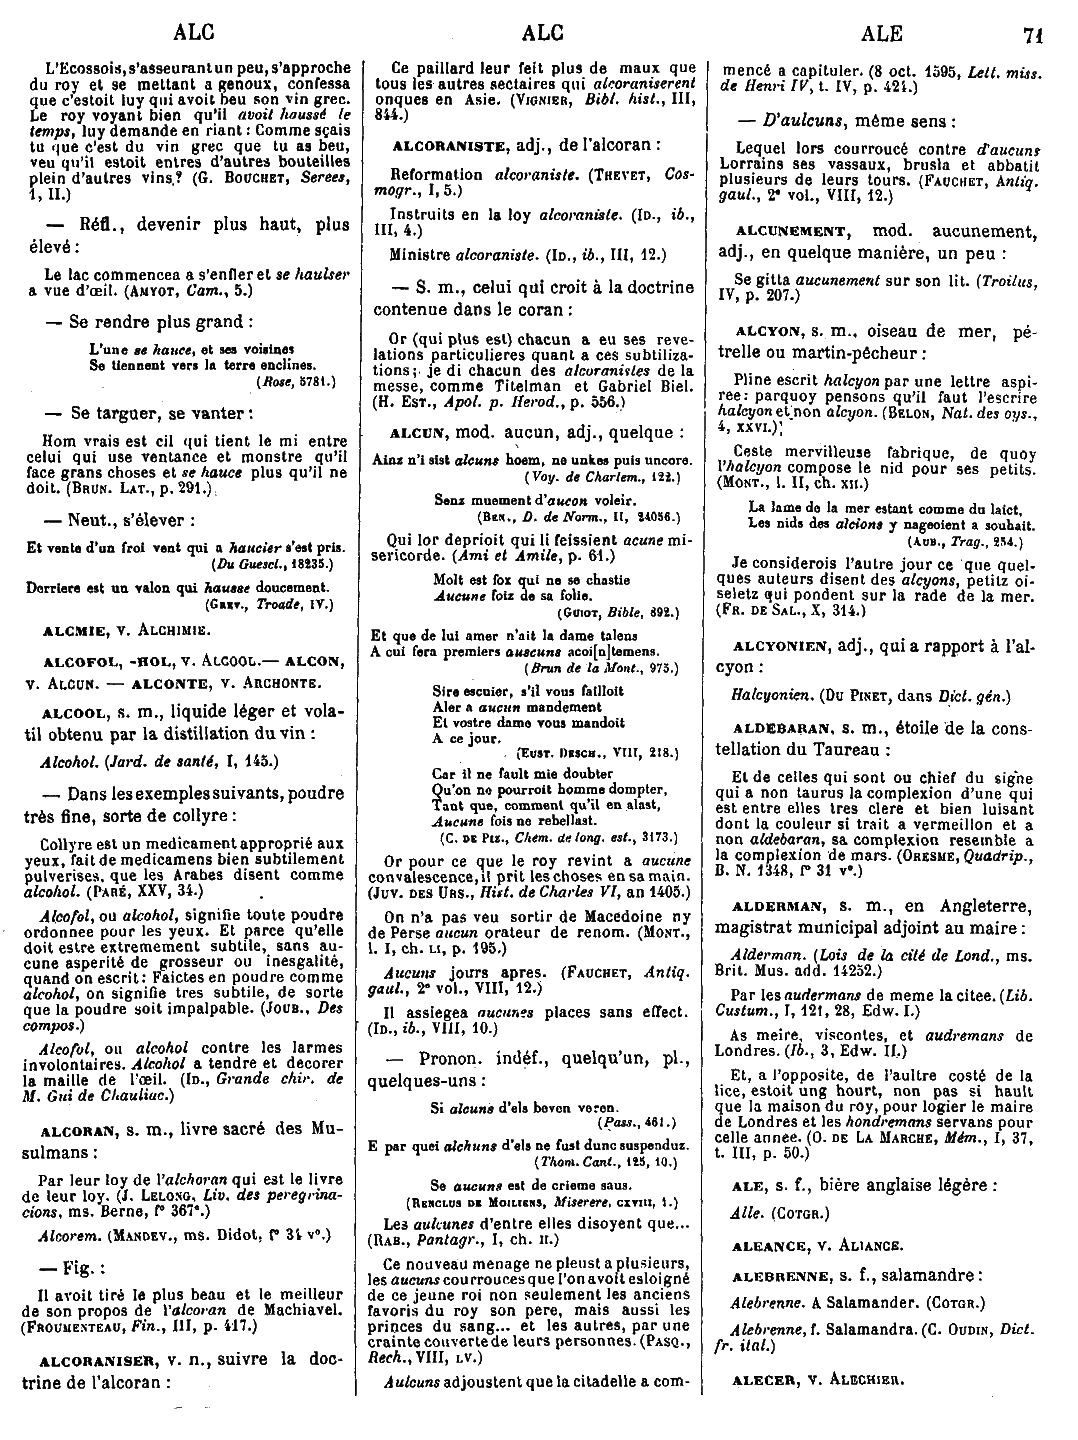 ALC
ALC
ALE
71
L'Ecossois, s'asseurant un peu, s'approche
du roy et se mettant a genoux, confessa
que c'estoit luy qui avoit beu son vin grec.
Le roy voyant bien qu'il avoit haussé le
temps, luy demande en riant : Comme sçais
tu que c'est du vin grec que tu as beu,
veu qu'il estoit entres d'autres bouteilles
plein d'autres vins? (G. BOUCHET, Serees,
1, II.)
— Réfl., devenir plus haut, plus
élevé :
Le lac commencea a s'enfler et se haulser
a vue d'œil. (AMYOT, Cam., 5.)
— Se rendre plus grand :
L'une se hauce, et ses voisines
Se tiennent vers la terre enclines.
(Rose, 5781.)
— Se targuer, se vanter :
Hom vrais est cil qui tient le mi entre
celui qui use ventance et monstre qu'il
face grans choses et se hauce plus qu'il ne
doit. (BRUN. LAT., p. 291.)
— Neut., s'élever :
Et vente d'un froi vent qui a haucier s'est pris.
(Du Guescl., 18235.)
Derriere est un valon qui hausse doucement.
(GREV., Troade, IV.)
ALCMIE, v. ALCHIMIE.
ALCOFOL, -HOL, v. ALCOOL. — ALCON,
v. ALCUN. — ALCONTE, v. ARCHONTE.
ALCOOL, s. m., liquide léger et vola-
til obtenu par la distillation du vin :
Alcohol. (Jard. de santé, I, 145.)
— Dans les exemples suivants, poudre
très fine, sorte de collyre :
Collyre est un medicament approprié aux
yeux, fait de medicamens bien subtilement
pulverises, que les Arabes disent comme
alcohol. (PARÉ, XXV, 34.)
Alcofol, ou alcohol, signifie toute poudre
ordonnee pour les yeux. Et parce qu'elle
doit estre extremement subtile, sans au-
cune asperité de grosseur ou inesgalité,
quand on escrit : Faictes en poudre comme
alcohol, on signifie tres subtile, de sorte
que la poudre soit impalpable. (JOUB., Des
compos.)
Alcofol, ou alcohol contre les larmes
involontaires. Alcohol a tendre et decorer
la maille de l'œil. (ID., Grande chir. de
M. Gui de Chauliac.)
ALCORAN, s. m., livre sacré des Mu-
sulmans :
Par leur loy de l'alchoran qui est le livre
de leur loy. (J. LELONG, Liv. des peregrina-
cions, ms. Berne, f° 367ª.)
Alcorem. (MANDEV., ms. Didot, f° 34 v°.)
— Fig. :
Il avoit tiré le plus beau et le meilleur
de son propos de l'alcoran de Machiavel.
(FROUMENTEAU, Fin., III, p. 417.)
ALCORANISER, v. n., suivre la doc-
trine de l'alcoran :
Ce paillard leur feit plus de maux que
tous les autres sectaires qui alcoraniserent
onques en Asie. (VIGNIER, Bibl. hist., III,
844.)
ALCORANISTE, adj., de l'alcoran :
Reformation alcoraniste. (THEVET, Cos-
mogr., I, 5.)
Instruits en la loy alcoraniste. (ID., ib.,
III, 4.)
Ministre alcoraniste. (ID., ib., III, 12.)
— S. m., celui qui croit à la doctrine
contenue dans le coran :
Or (qui plus est) chacun a eu ses reve-
lations particulieres quant a ces subtiliza-
tions ; je di chacun des alcoranistes de la
messe, comme Titelman et Gabriel Biel.
(H. EST., Apol. p. Herod., p. 556.)
ALCUN, mod. aucun, adj., quelque :
Ainz n'i sist alcuns hoem, ne unkes puis uncore.
(Voy. de Charlem., 122.)
Senz muement d'aucon voleir.
(BEN., D. de Norm., II, 24056.)
Qui lor deprioit qui li feissient acune mi-
sericorde. (Ami et Amile, p. 61.)
Molt est fox qui ne se chastie
Aucune foiz de sa folie.
(GUIOT, Bible, 892.)
Et que de lui amer n'ait la dame talens
A cui fera premiers auscuns acoi[n]temens.
(Brun de la Mont., 975.)
Sire escuier, s'il vous failloit
Aler a aucun mandement
Et vostre dame vous mandoit
A ce jour.
(EUST. DESCH., VIII, 218.)
Car il ne fault mie doubter
Qu'on ne pourroit homme dompter,
Tant que, comment qu'il en alast,
Aucune fois ne rebellast.
(C. DE PIZ., Chem. de long. est., 3173.)
Or pour ce que le roy revint a aucune
convalescence, il prit les choses en sa main.
(JUV. DES URS., Hist. de Charles VI, an 1405.)
On n'a pas veu sortir de Macedoine ny
de Perse aucun orateur de renom. (MONT.,
l. I, ch. LI, p. 195.)
Aucuns jours apres. (FAUCHET, Antiq.
gaul., 2e vol., VIII, 12.)
Il assiegea aucunes places sans effect.
(ID., ib., VIII, 10.)
— Pronon. indéf., quelqu'un, pl.,
quelques-uns :
Si alcuns d'els beven veren.
(Pass., 461.)
E par quei alchuns d'els ne fust dunc suspenduz.
(Thom. Cant., 125, 10.)
Se aucuns est de crieme saus.
(RENCLUS DE MOILIENS, Miserere, CXVIII, 1.)
Les aulcunes d'entre elles disoyent que...
(RAB., Pantagr., I, ch. II.)
Ce nouveau menage ne pleust a plusieurs,
les aucuns courrouces que l'on avoit esloigné
de ce jeune roi non seulement les anciens
favoris du roy son pere, mais aussi les
princes du sang... et les autres, par une
crainte couverte de leurs personnes. (PASQ.,
Rech., VIII, LV.)
Aulcuns adjoustent que la citadelle a com-
mencé a capituler. (8 oct. 1595, Lett. miss.
de Henri IV, t. IV, p. 421.)
— D'aulcuns, même sens :
Lequel lors courroucé contre d'aucuns
Lorrains ses vassaux, brusla et abbatit
plusieurs de leurs tours. (FAUCHET, Antiq.
gaul., 2e vol., VIII, 12.)
ALCUNEMENT, mod. aucunement,
adj., en quelque manière, un peu :
Se gitta aucunement sur son lit. (Troilus,
IV, p. 207.)
ALCYON, s. m., oiseau de mer, pé-
trelle ou martin-pêcheur :
Pline escrit halcyon par une lettre aspi-
ree : parquoy pensons qu'il faut l'escrire
halcyon et non alcyon. (BELON, Nat. des oys.,
4, XXVI.)
Ceste merveilleuse fabrique, de quoy
l'halcyon compose le nid pour ses petits.
(MONT., l. II, ch. XII.)
La lame de la mer estant comme du laict,
Les nids des alcions y nageoient a souhait.
(AUB., Trag., 254.)
Je considerois l'autre jour ce que quel-
ques auteurs disent des alcyons, petitz oi-
seletz qui pondent sur la rade de la mer.
(FR. DE SAL., X, 314.)
ALCYONIEN, adj., qui a rapport à l'al-
cyon :
Halcyonien. (DU PINET, dans Dict. gén.)
ALDEBARAN, s. m., étoile de la cons-
tellation du Taureau :
Et de celles qui sont ou chief du signe
qui a non taurus la complexion d'une qui
est entre elles tres clere et bien luisant
dont la couleur si trait a vermeillon et a
non aldebaran, sa complexion resemble a
la complexion de mars. (ORESME, Quadrip.,
B. N. 1348, f° 31 v°.)
ALDERMAN, s. m., en Angleterre,
magistrat municipal adjoint au maire :
Alderman. (Lois de la cité de Lond., ms.
Brit. Mus. add. 14252.)
Par les audermans de meme la citee. (Lib.
Custum., I, 121, 28, Edw. I.)
As meire, viscontes, et audremans de
Londres. (Ib., 3, Edw. II.)
Et, a l'opposite, de l'aultre costé de la
lice, estoit ung hourt, non pas si hault
que la maison du roy, pour logier le maire
de Londres et les hondremans servans pour
celle annee. (O. DE LA MARCHE, Mém., I, 37,
t. III, p. 50.)
ALE, s. f., bière anglaise légère :
Alle. (COTGR.)
ALEANCE, v. ALIANCE.
ALEBRENNE, s. f., salamandre :
Alebrenne. A Salamander. (COTGR.)
Alebrenne, f. Salamandra. (C. OUDIN, Dict.
fr. ital.)
ALECER, v. ALECHIER.